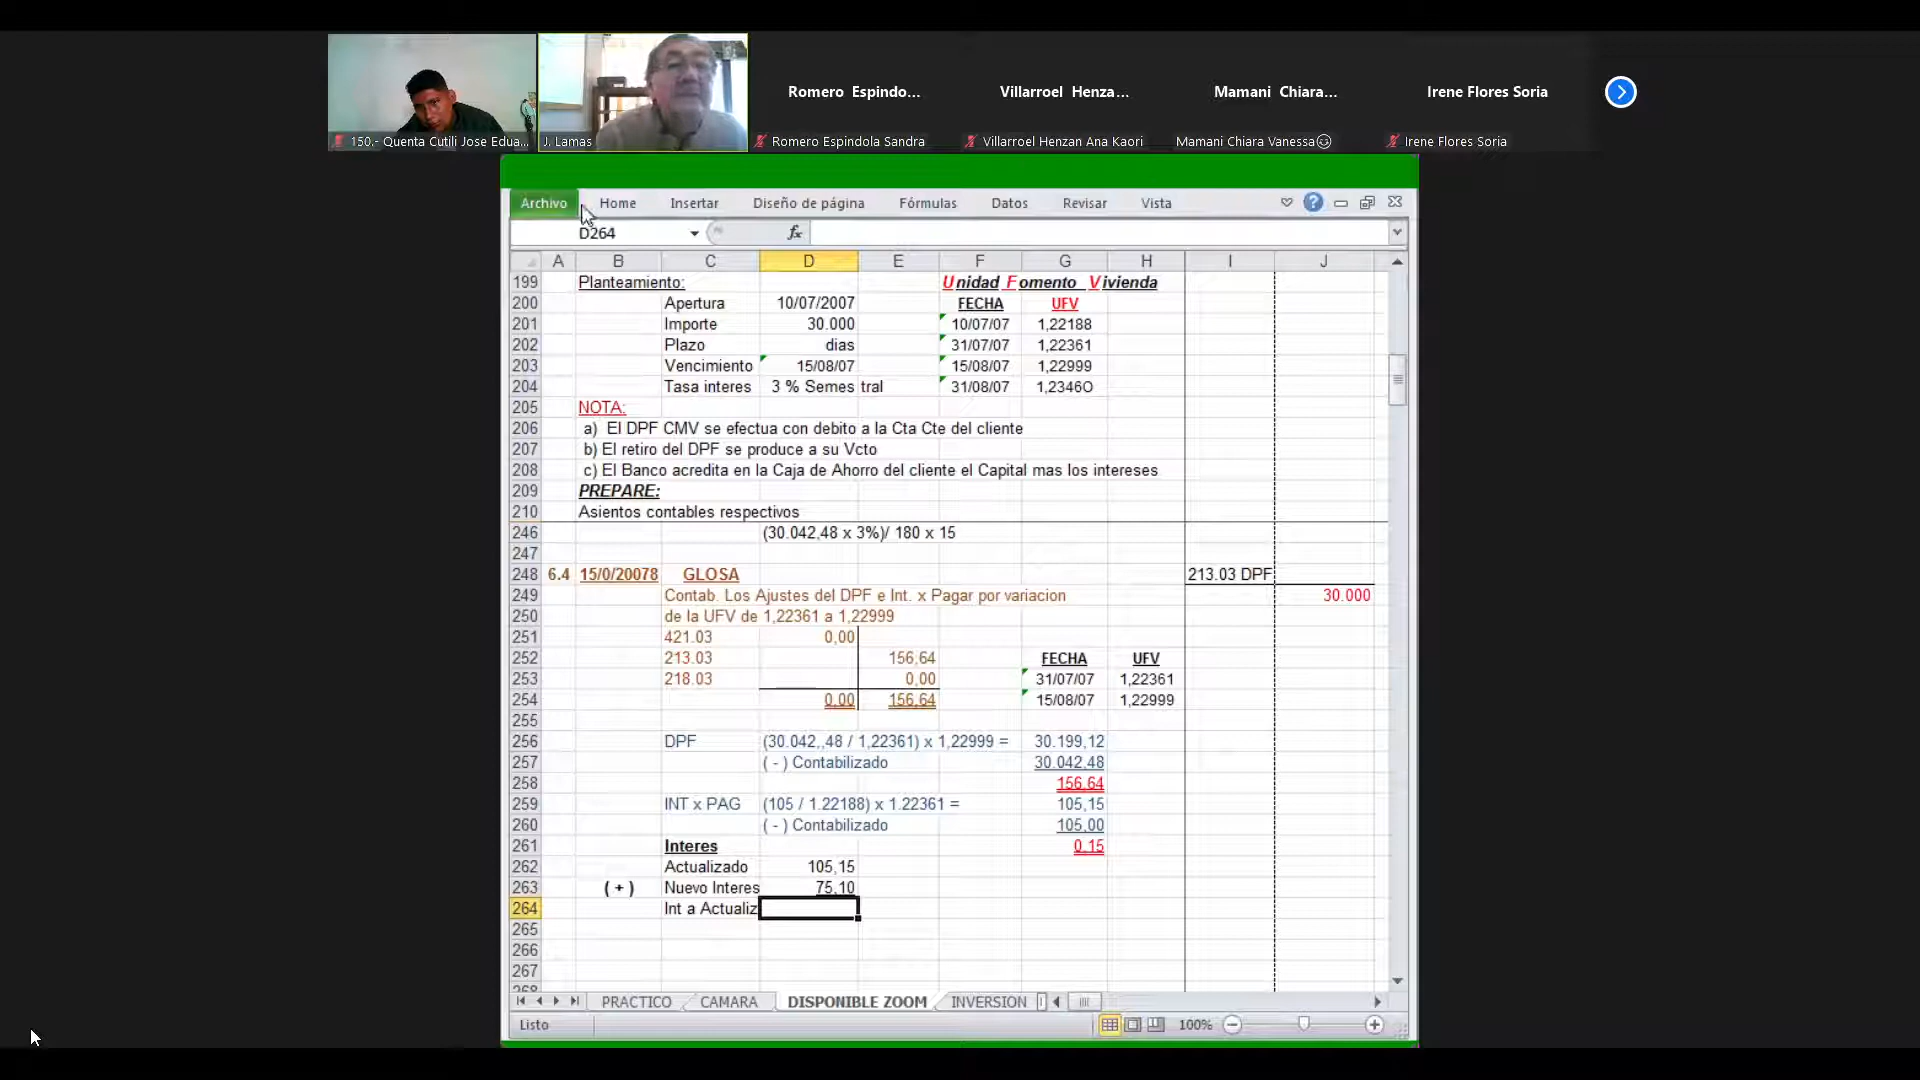 Romero Espindo...
Villarroel Henza...
Mamani Chiara...
Irene Flores Soria
150.- Quenta Cutili Jose Edua...
J. Lamas
Romero Espindola Sandra
Villarroel Henzan Ana Kaori
Mamani Chiara Vanessa
Irene Flores Soria
Archivo Home Insertar Diseño de página Fórmulas Datos Revisar Vista
D264 fx
A B C D E F G H I J
199 Planteamiento: Unidad Fomento Vivienda
200 Apertura 10/07/2007 FECHA UFV
201 Importe 30.000 10/07/07 1,22188
202 Plazo dias 31/07/07 1,22361
203 Vencimiento 15/08/07 15/08/07 1,22999
204 Tasa interes 3 % Semes tral 31/08/07 1,2346O
205 NOTA:
206 a) El DPF CMV se efectua con debito a la Cta Cte del cliente
207 b) El retiro del DPF se produce a su Vcto
208 c) El Banco acredita en la Caja de Ahorro del cliente el Capital mas los intereses
209 PREPARE:
210 Asientos contables respectivos
246 (30.042,48 x 3%)/ 180 x 15
247
248 6.4 15/0/20078 GLOSA 213.03 DPF
249 Contab. Los Ajustes del DPF e Int. x Pagar por variacion 30.000
250 de la UFV de 1,22361 a 1,22999
251 421.03 0,00
252 213.03 156,64 FECHA UFV
253 218.03 0,00 31/07/07 1,22361
254 0,00 156,64 15/08/07 1,22999
255
256 DPF (30.042,,48 / 1,22361) x 1,22999 = 30.199,12
257 ( - ) Contabilizado 30.042,48
258 156,64
259 INT x PAG (105 / 1.22188) x 1.22361 = 105,15
260 ( - ) Contabilizado 105,00
261 Interes 0,15
262 Actualizado 105,15
263 ( + ) Nuevo Interes 75,10
264 Int a Actualiz
265
266
267
268
PRACTICO CAMARA DISPONIBLE ZOOM INVERSION
Listo 100%